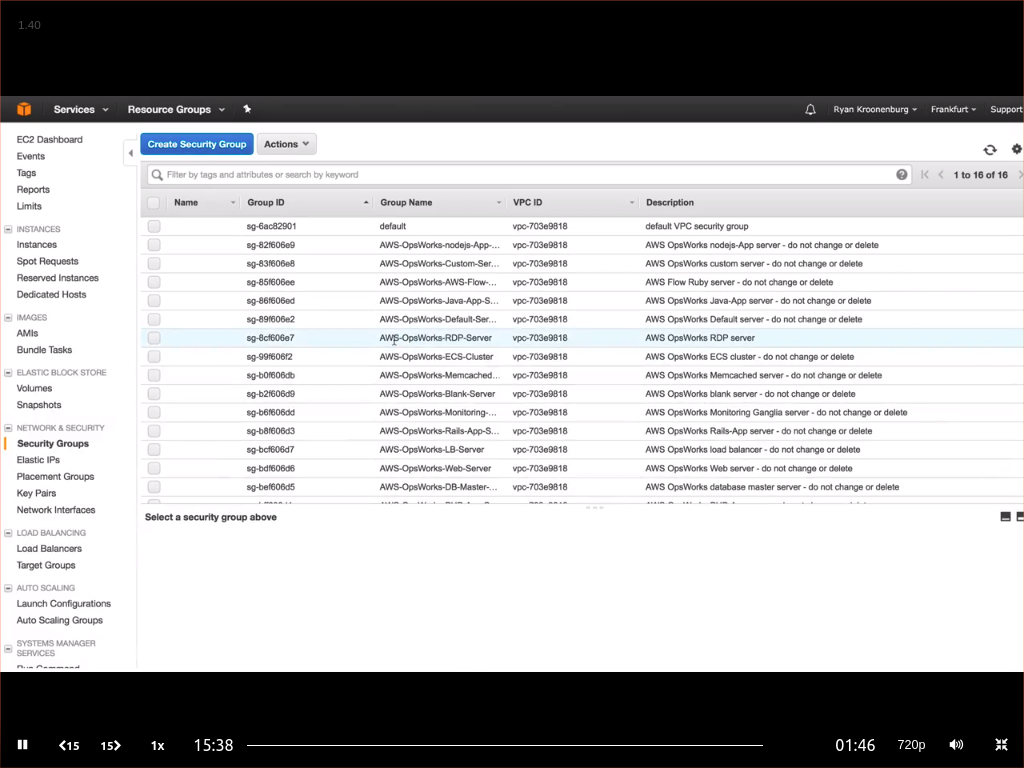 1.40
Services Resource Groups Ryan Kroonenburg Frankfurt Support
EC2 Dashboard
Events
Tags
Reports
Limits
INSTANCES
Instances
Spot Requests
Reserved Instances
Dedicated Hosts
IMAGES
AMIs
Bundle Tasks
ELASTIC BLOCK STORE
Volumes
Snapshots
NETWORK & SECURITY
Security Groups
Elastic IPs
Placement Groups
Key Pairs
Network Interfaces
LOAD BALANCING
Load Balancers
Target Groups
AUTO SCALING
Launch Configurations
Auto Scaling Groups
SYSTEMS MANAGER
SERVICES
Run Command
Create Security Group Actions
Filter by tags and attributes or search by keyword
1 to 16 of 16
Name Group ID Group Name VPC ID Description
sg-6ac82901 default vpc-703e9818 default VPC security group
sg-82f606e9 AWS-OpsWorks-nodejs-App-... vpc-703e9818 AWS OpsWorks nodejs-App server - do not change or delete
sg-83f606e8 AWS-OpsWorks-Custom-Ser... vpc-703e9818 AWS OpsWorks custom server - do not change or delete
sg-85f606ee AWS-OpsWorks-AWS-Flow-... vpc-703e9818 AWS Flow Ruby server - do not change or delete
sg-86f606ed AWS-OpsWorks-Java-App-S... vpc-703e9818 AWS OpsWorks Java-App server - do not change or delete
sg-89f606e2 AWS-OpsWorks-Default-Ser... vpc-703e9818 AWS OpsWorks Default server - do not change or delete
sg-8cf606e7 AWS-OpsWorks-RDP-Server vpc-703e9818 AWS OpsWorks RDP server
sg-99f606f2 AWS-OpsWorks-ECS-Cluster vpc-703e9818 AWS OpsWorks ECS cluster - do not change or delete
sg-b0f606db AWS-OpsWorks-Memcached... vpc-703e9818 AWS OpsWorks Memcached server - do not change or delete
sg-b2f606d9 AWS-OpsWorks-Blank-Server vpc-703e9818 AWS OpsWorks blank server - do not change or delete
sg-b6f606dd AWS-OpsWorks-Monitoring-... vpc-703e9818 AWS OpsWorks Monitoring Ganglia server - do not change or delete
sg-b8f606d3 AWS-OpsWorks-Rails-App-S... vpc-703e9818 AWS OpsWorks Rails-App server - do not change or delete
sg-bcf606d7 AWS-OpsWorks-LB-Server vpc-703e9818 AWS OpsWorks load balancer - do not change or delete
sg-bdf606d6 AWS-OpsWorks-Web-Server vpc-703e9818 AWS OpsWorks Web server - do not change or delete
sg-bef606d5 AWS-OpsWorks-DB-Master-... vpc-703e9818 AWS OpsWorks database master server - do not change or delete
Select a security group above
15 15 1x 15:38 01:46 720p